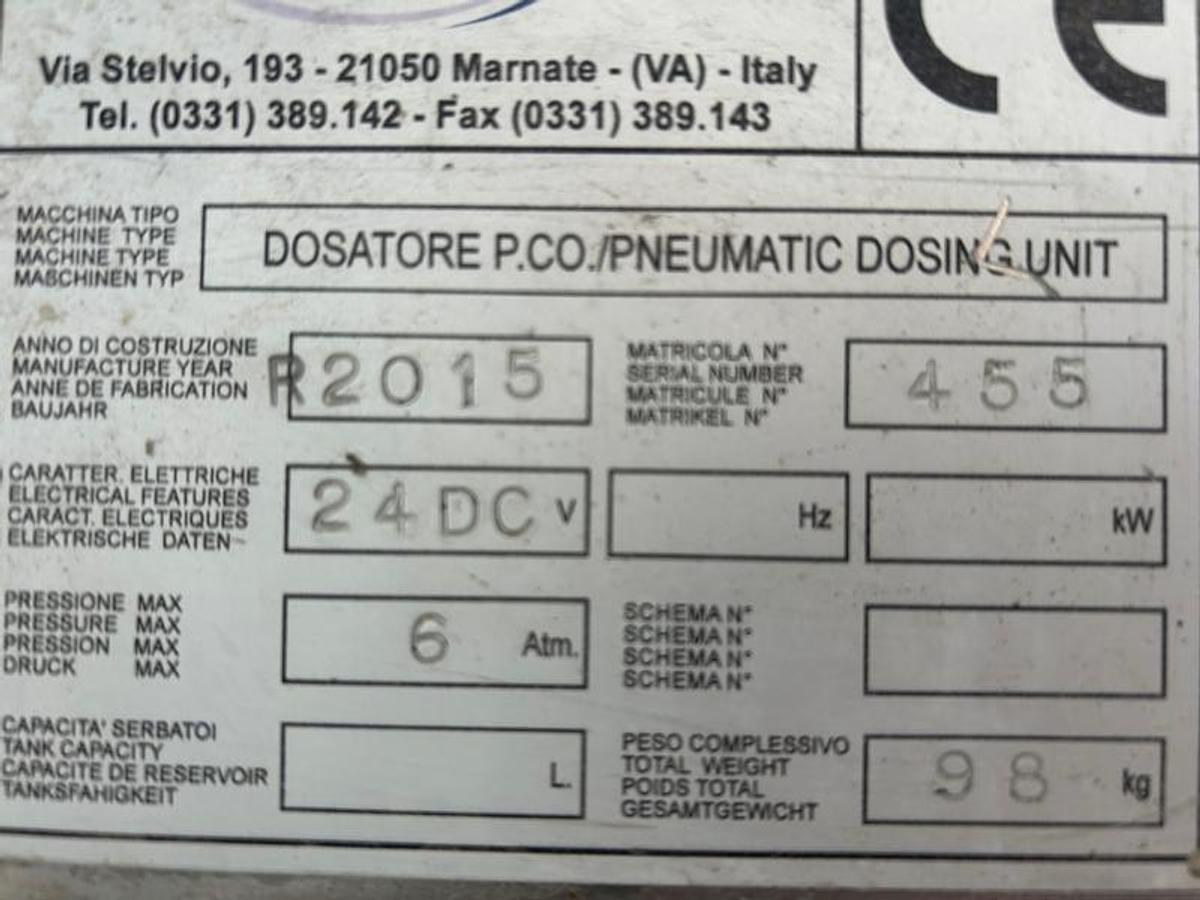 CE
Via Stelvio, 193 - 21050 Marnate - (VA) - Italy
Tel. (0331) 389.142 - Fax (0331) 389.143
MACCHINA TIPO
MACHINE TYPE
MACHINE TYPE
MASCHINEN TYP
DOSATORE P.CO./PNEUMATIC DOSING UNIT
ANNO DI COSTRUZIONE
MANUFACTURE YEAR
ANNE DE FABRICATION
BAUJAHR
R2015
MATRICOLA N°
SERIAL NUMBER
MATRICULE N°
MATRIKEL N°
455
CARATTER. ELETTRICHE
ELECTRICAL FEATURES
CARACT. ELECTRIQUES
ELEKTRISCHE DATEN
24DC V
Hz
kW
PRESSIONE MAX
PRESSURE MAX
PRESSION MAX
DRUCK MAX
6 Atm.
SCHEMA N°
SCHEMA N°
SCHEMA N°
SCHEMA N°
CAPACITA' SERBATOI
TANK CAPACITY
CAPACITE DE RESERVOIR
TANKSFAHIGKEIT
L.
PESO COMPLESSIVO
TOTAL WEIGHT
POIDS TOTAL
GESAMTGEWICHT
98 kg